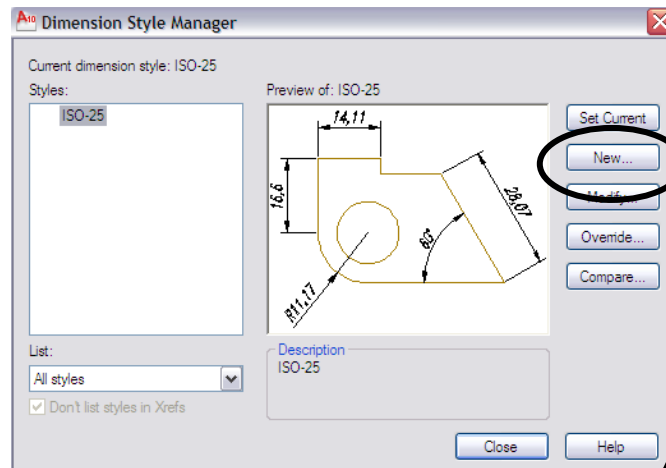 A10 Dimension Style Manager
Current dimension style: ISO-25
Styles:
ISO-25
Preview of: ISO-25
14,11
16,6
28,07
60°
R11,17
Set Current
New...
Modify...
Override...
Compare...
List:
All styles
Don't list styles in Xrefs
Description
ISO-25
Close
Help